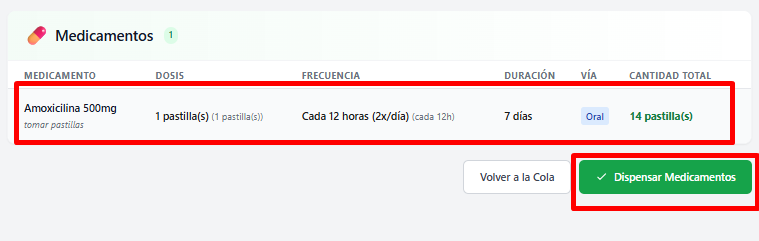 Medicamentos 1
MEDICAMENTO DOSIS FRECUENCIA DURACIÓN VÍA CANTIDAD TOTAL
Amoxicilina 500mg
tomar pastillas
1 pastilla(s) (1 pastilla(s)) Cada 12 horas (2x/día) (cada 12h) 7 días Oral 14 pastilla(s)
Volver a la Cola Dispensar Medicamentos